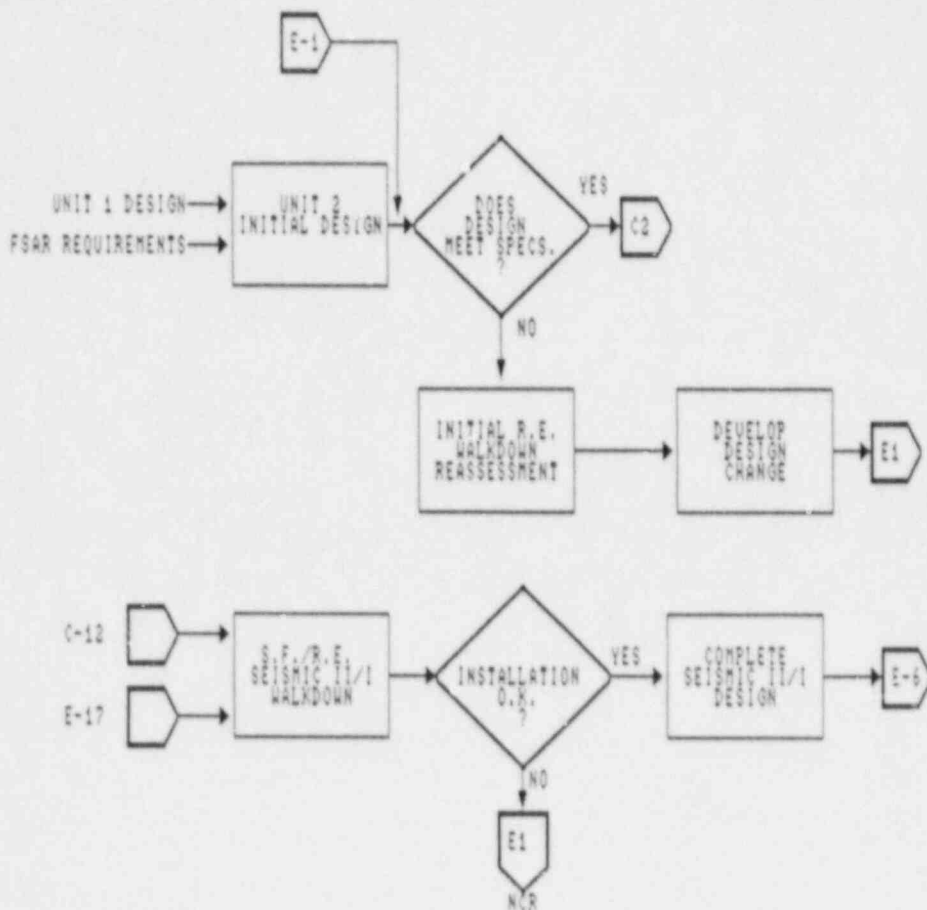 E-1
UNIT 1 DESIGN
FSAR REQUIREMENTS
UNIT 2
INITIAL DESIGN
DOES
DESIGN
MEET SPECS.
?
YES
C2
NO
INITIAL R.E.
WALKDOWN
REASSESSMENT
DEVELOP
DESIGN
CHANGE
E1
C-12
E-17
S.F./R.E.
SEISMIC II/I
WALKDOWN
INSTALLATION
O.K.
?
YES
COMPLETE
SEISMIC II/I
DESIGN
E-6
NO
E1
NCR